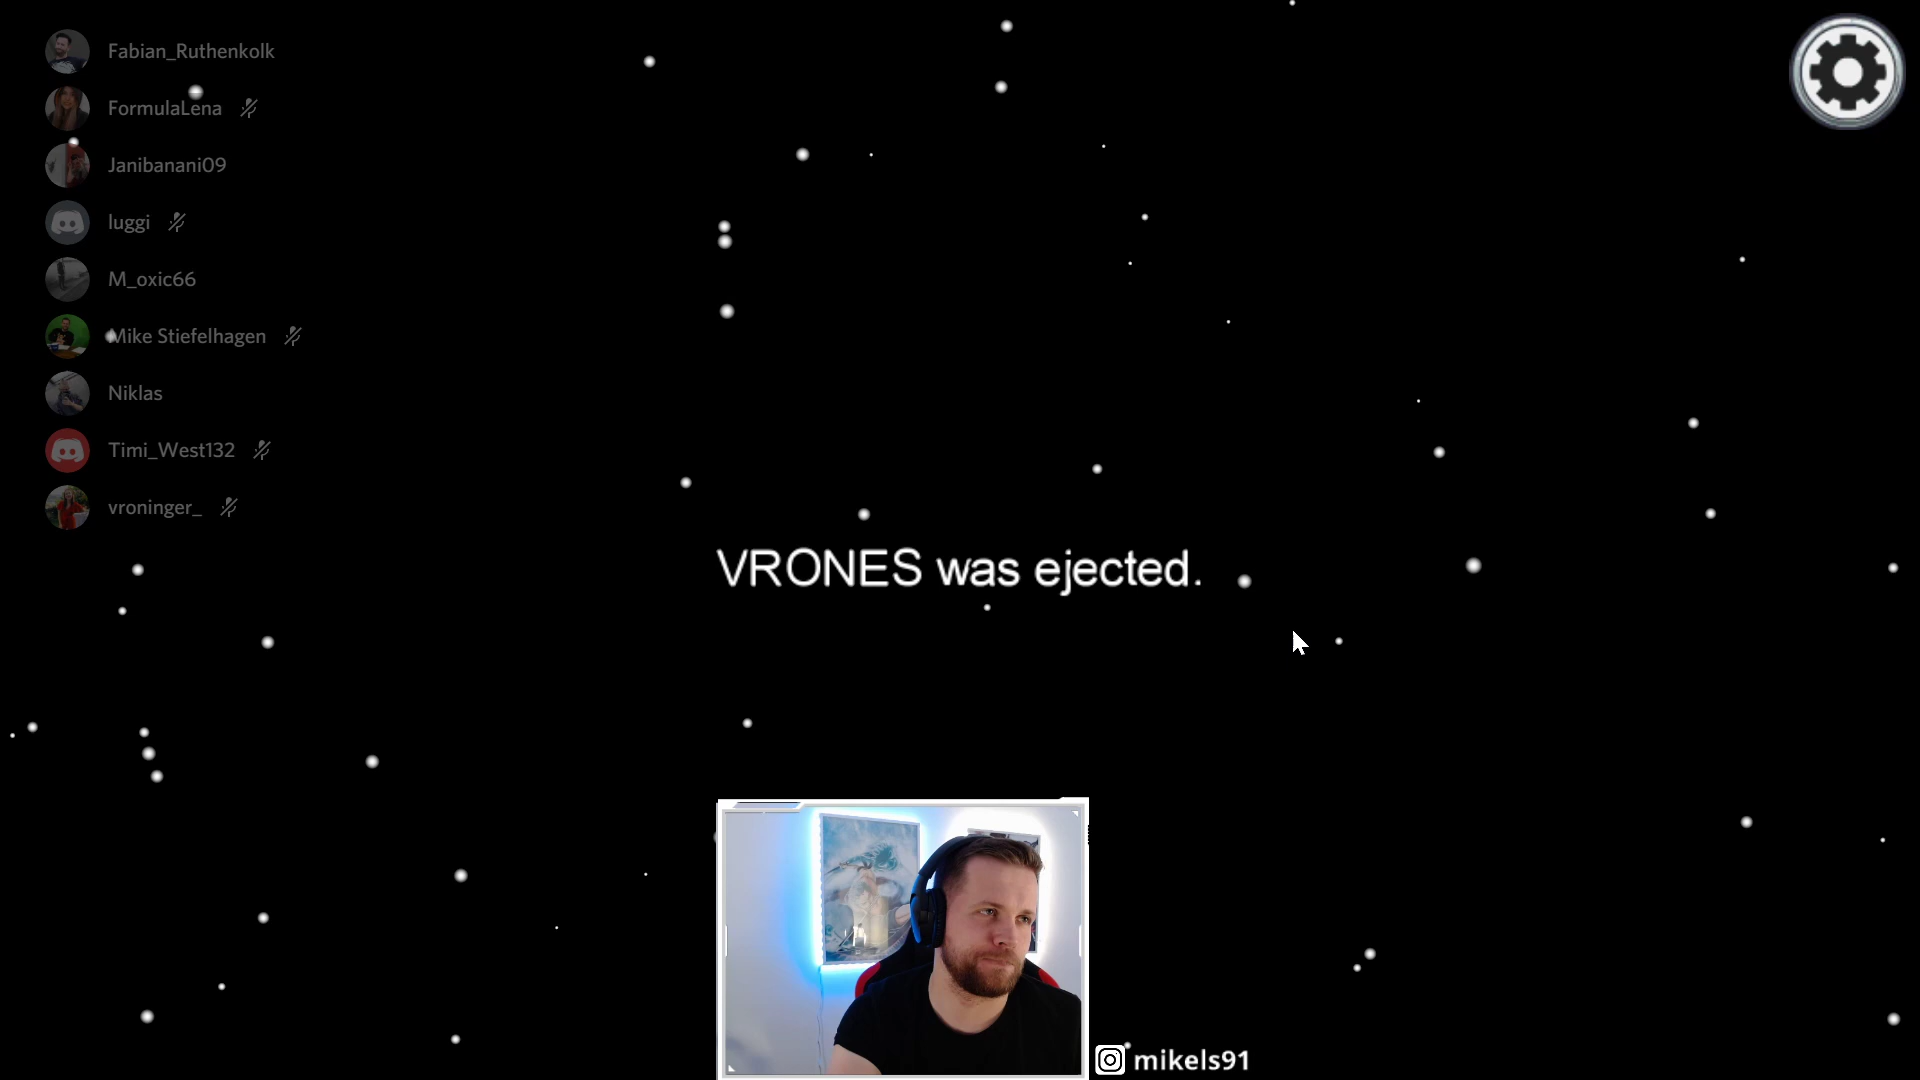 Fabian_Ruthenkolk
FormulaLena
Janibanani09
luggi
M_oxic66
Mike Stiefelhagen
Niklas
Timi_West132
vroninger_
VRONES was ejected.
mikels91